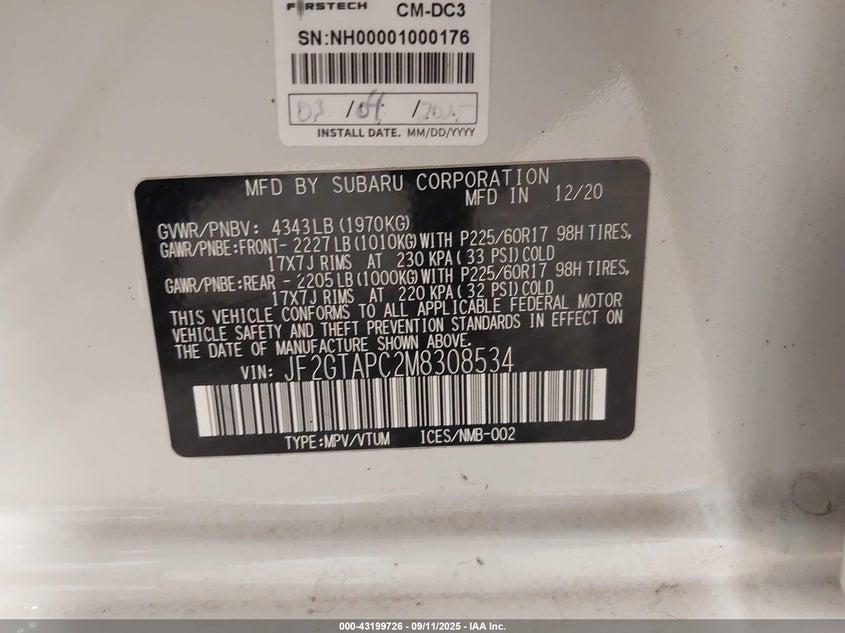 FIRSTECH CM-DC3
SN:NH00001000176
03 /04 /2025
INSTALL DATE. MM/DD/YYYY
MFD BY SUBARU CORPORATION
MFD IN 12/20
GVWR/PNBV: 4343LB(1970KG)
GAWR/PNBE:FRONT- 2227LB(1010KG)WITH P225/60R17 98H TIRES,
17X7J RIMS AT 230 KPA(33 PSI)COLD
GAWR/PNBE:REAR - 2205LB(1000KG)WITH P225/60R17 98H TIRES,
17X7J RIMS AT 220 KPA(32 PSI)COLD
THIS VEHICLE CONFORMS TO ALL APPLICABLE FEDERAL MOTOR
VEHICLE SAFETY AND THEFT PREVENTION STANDARDS IN EFFECT ON
THE DATE OF MANUFACTURE SHOWN ABOVE.
VIN: JF2GTAPC2M8308534
TYPE:MPV/VTUM ICES/NMB-002
000-43199726 - 09/11/2025 - IAA Inc.